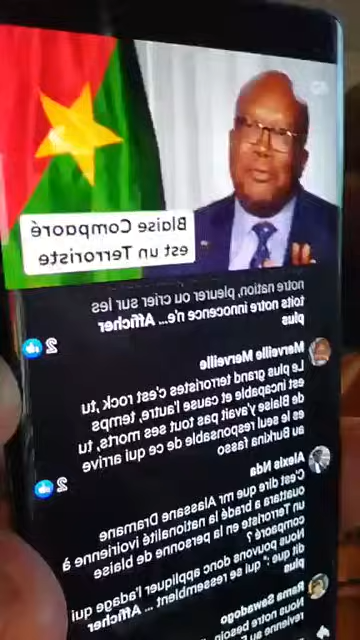 Blaise Compaoré
est un Terroriste
notre nation, pleurer ou crier sur les
toits notre innocence n'e... Afficher
plus
2
Merveille Merveille
Le plus grand terroristes c'est rock, tu
est incapable et cause l'autre, temps
de Blaise y'avait pas tout ses morts, tu
es le seul responsable de ce qui arrive
au Burkina fasso
2
Alexis Nda
C'est dire que mr Alassane Dramane
ouattara a bradé la nationalité ivoirienne à
un Terroriste en la personne de blaise
comparé?
Nous pouvons donc appliquer l'adage qui
dit que ": qui se ressemblent ... Afficher
plus
Rama Sawadogo
Nous notre besoin